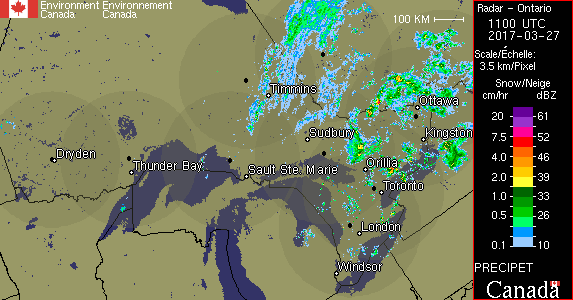 Environment Environnement
Canada Canada
100 KM
Timmins
Ottawa
Sudbury
Kingston
Dryden
Thunder Bay
Sault Ste. Marie
Orillia
Toronto
London
Windsor
Radar - Ontario
1100 UTC
2017-03-27
Scale/Échelle:
3.5 km/Pixel
Snow/Neige
cm/hr dBZ
20 61
7.5 52
4.0 46
2.0 39
1.0 33
0.5 26
0.1 10
PRECIPET
Canada